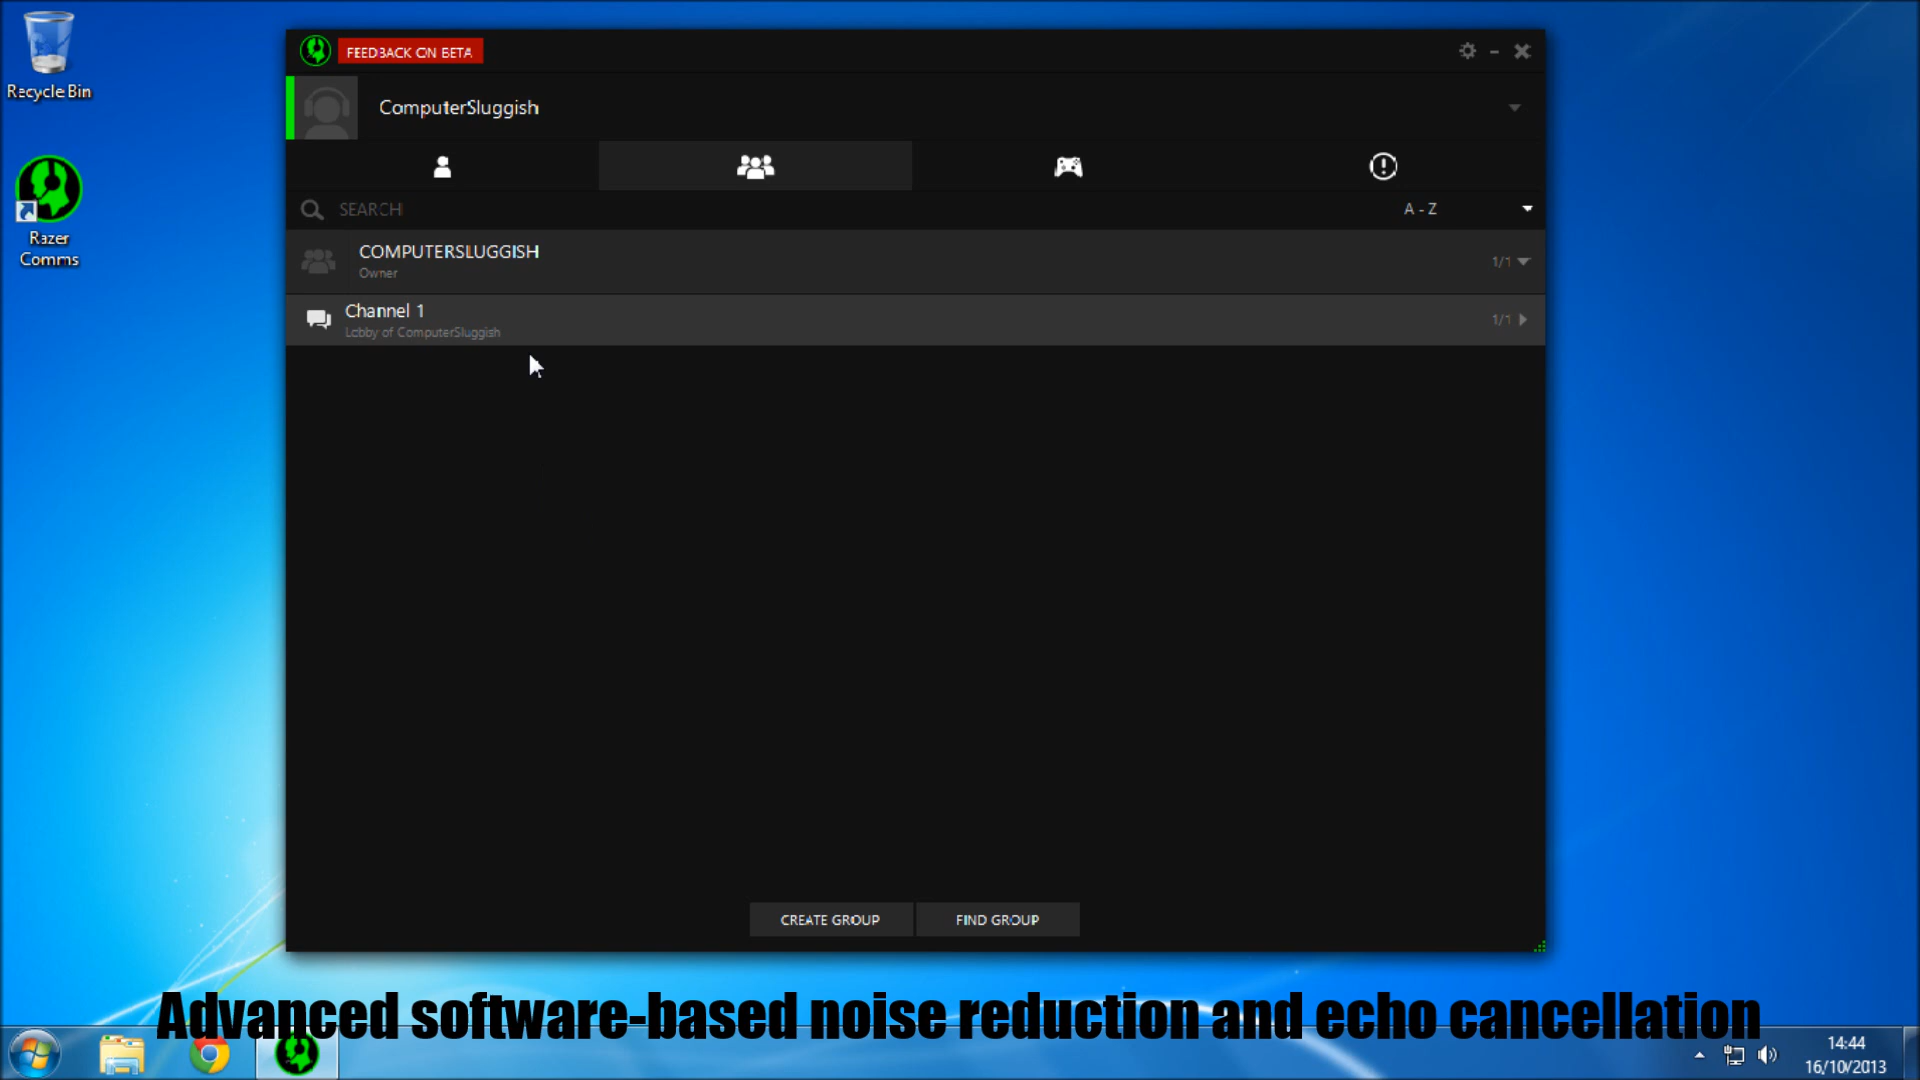 Recycle Bin
Razer
Comms
FEEDBACK ON BETA
ComputerSluggish
SEARCH
A - Z
COMPUTERSLUGGISH
Owner
1/1
Channel 1
Lobby of ComputerSluggish
1/1
CREATE GROUP
FIND GROUP
Advanced software-based noise reduction and echo cancellation
14:44
16/10/2013